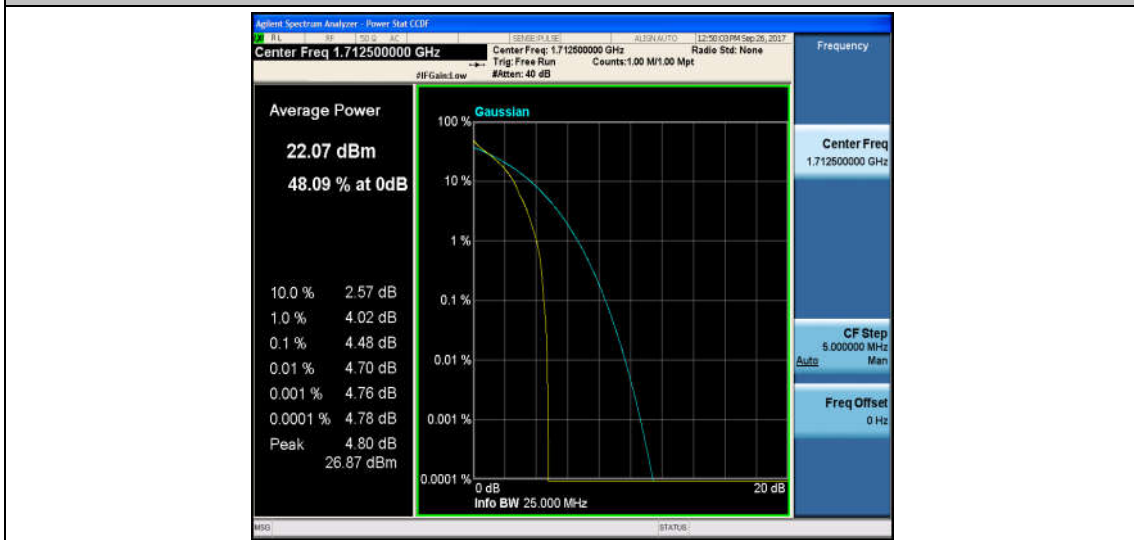 Agilent Spectrum Analyzer - Power Stat CCDF
RL RF 50 Ω AC SENSE:PULSE ALIGN AUTO 12:50:03 PM Sep 26, 2017
Center Freq 1.712500000 GHz
Center Freq: 1.712500000 GHz Radio Std: None
Trig: Free Run Counts:1.00 M/1.00 Mpt
#IFGain:Low #Atten: 40 dB
Frequency
Average Power
22.07 dBm
48.09 % at 0dB
10.0 % 2.57 dB
1.0 % 4.02 dB
0.1 % 4.48 dB
0.01 % 4.70 dB
0.001 % 4.76 dB
0.0001 % 4.78 dB
Peak 4.80 dB
26.87 dBm
Gaussian
100 %
10 %
1 %
0.1 %
0.01 %
0.001 %
0.0001 %
0 dB 20 dB
Info BW 25.000 MHz
Center Freq
1.712500000 GHz
CF Step
5.000000 MHz
Auto Man
Freq Offset
0 Hz
MSG STATUS